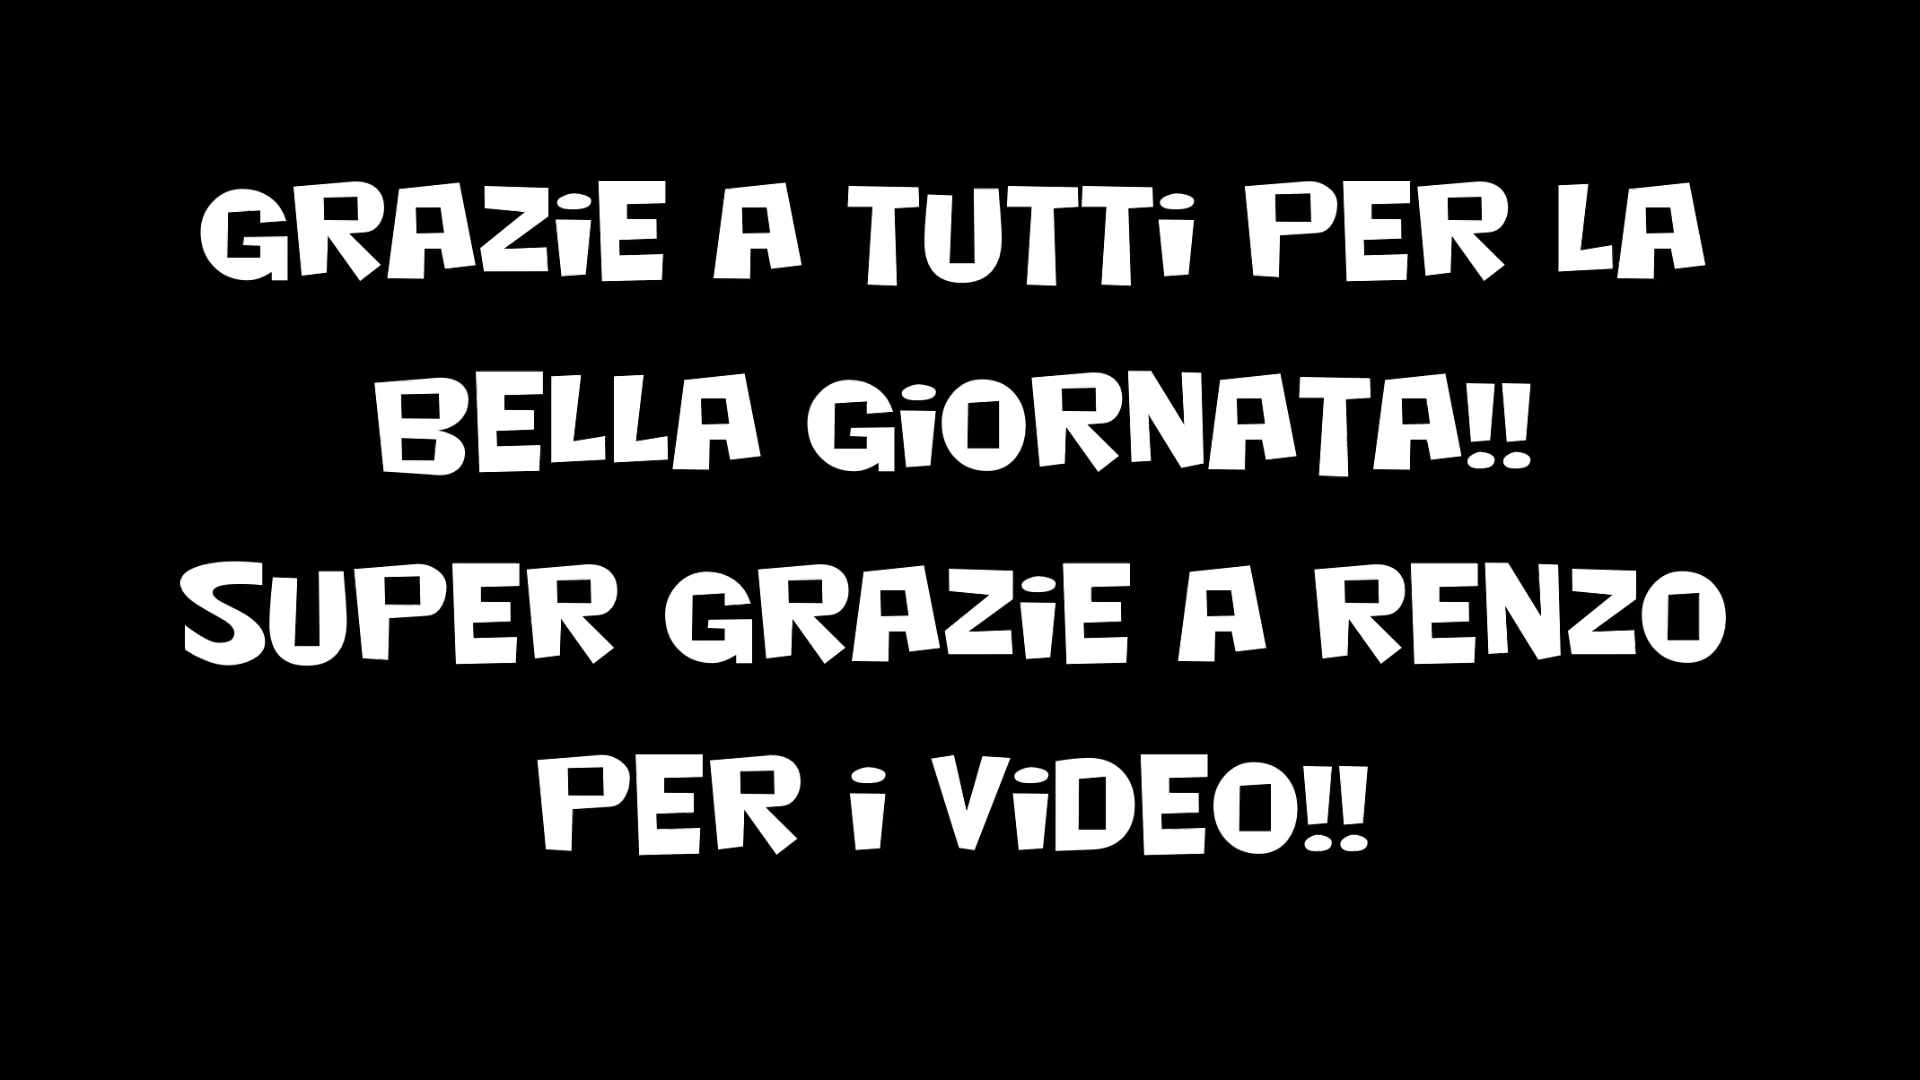 GRAZiE A TUTTi PER LA
BELLA GiORNATA!!
SUPER GRAZiE A RENZO
PER i ViDEO!!